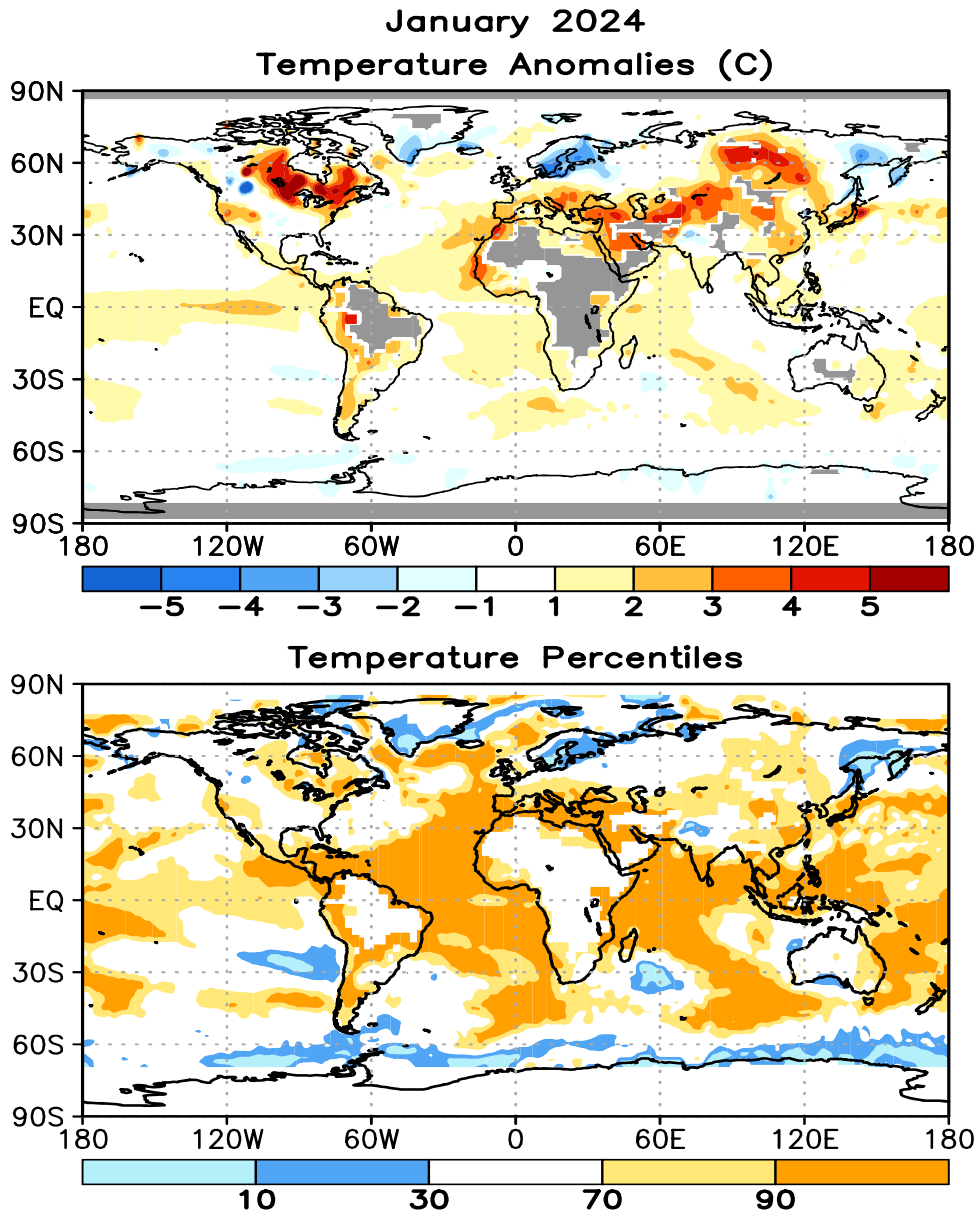 January 2024
Temperature Anomalies (C)
90N
60N
30N
EQ
30S
60S
90S
180 120W 60W 0 60E 120E 180
−5 −4 −3 −2 −1 1 2 3 4 5
Temperature Percentiles
90N
60N
30N
EQ
30S
60S
90S
180 120W 60W 0 60E 120E 180
10 30 70 90